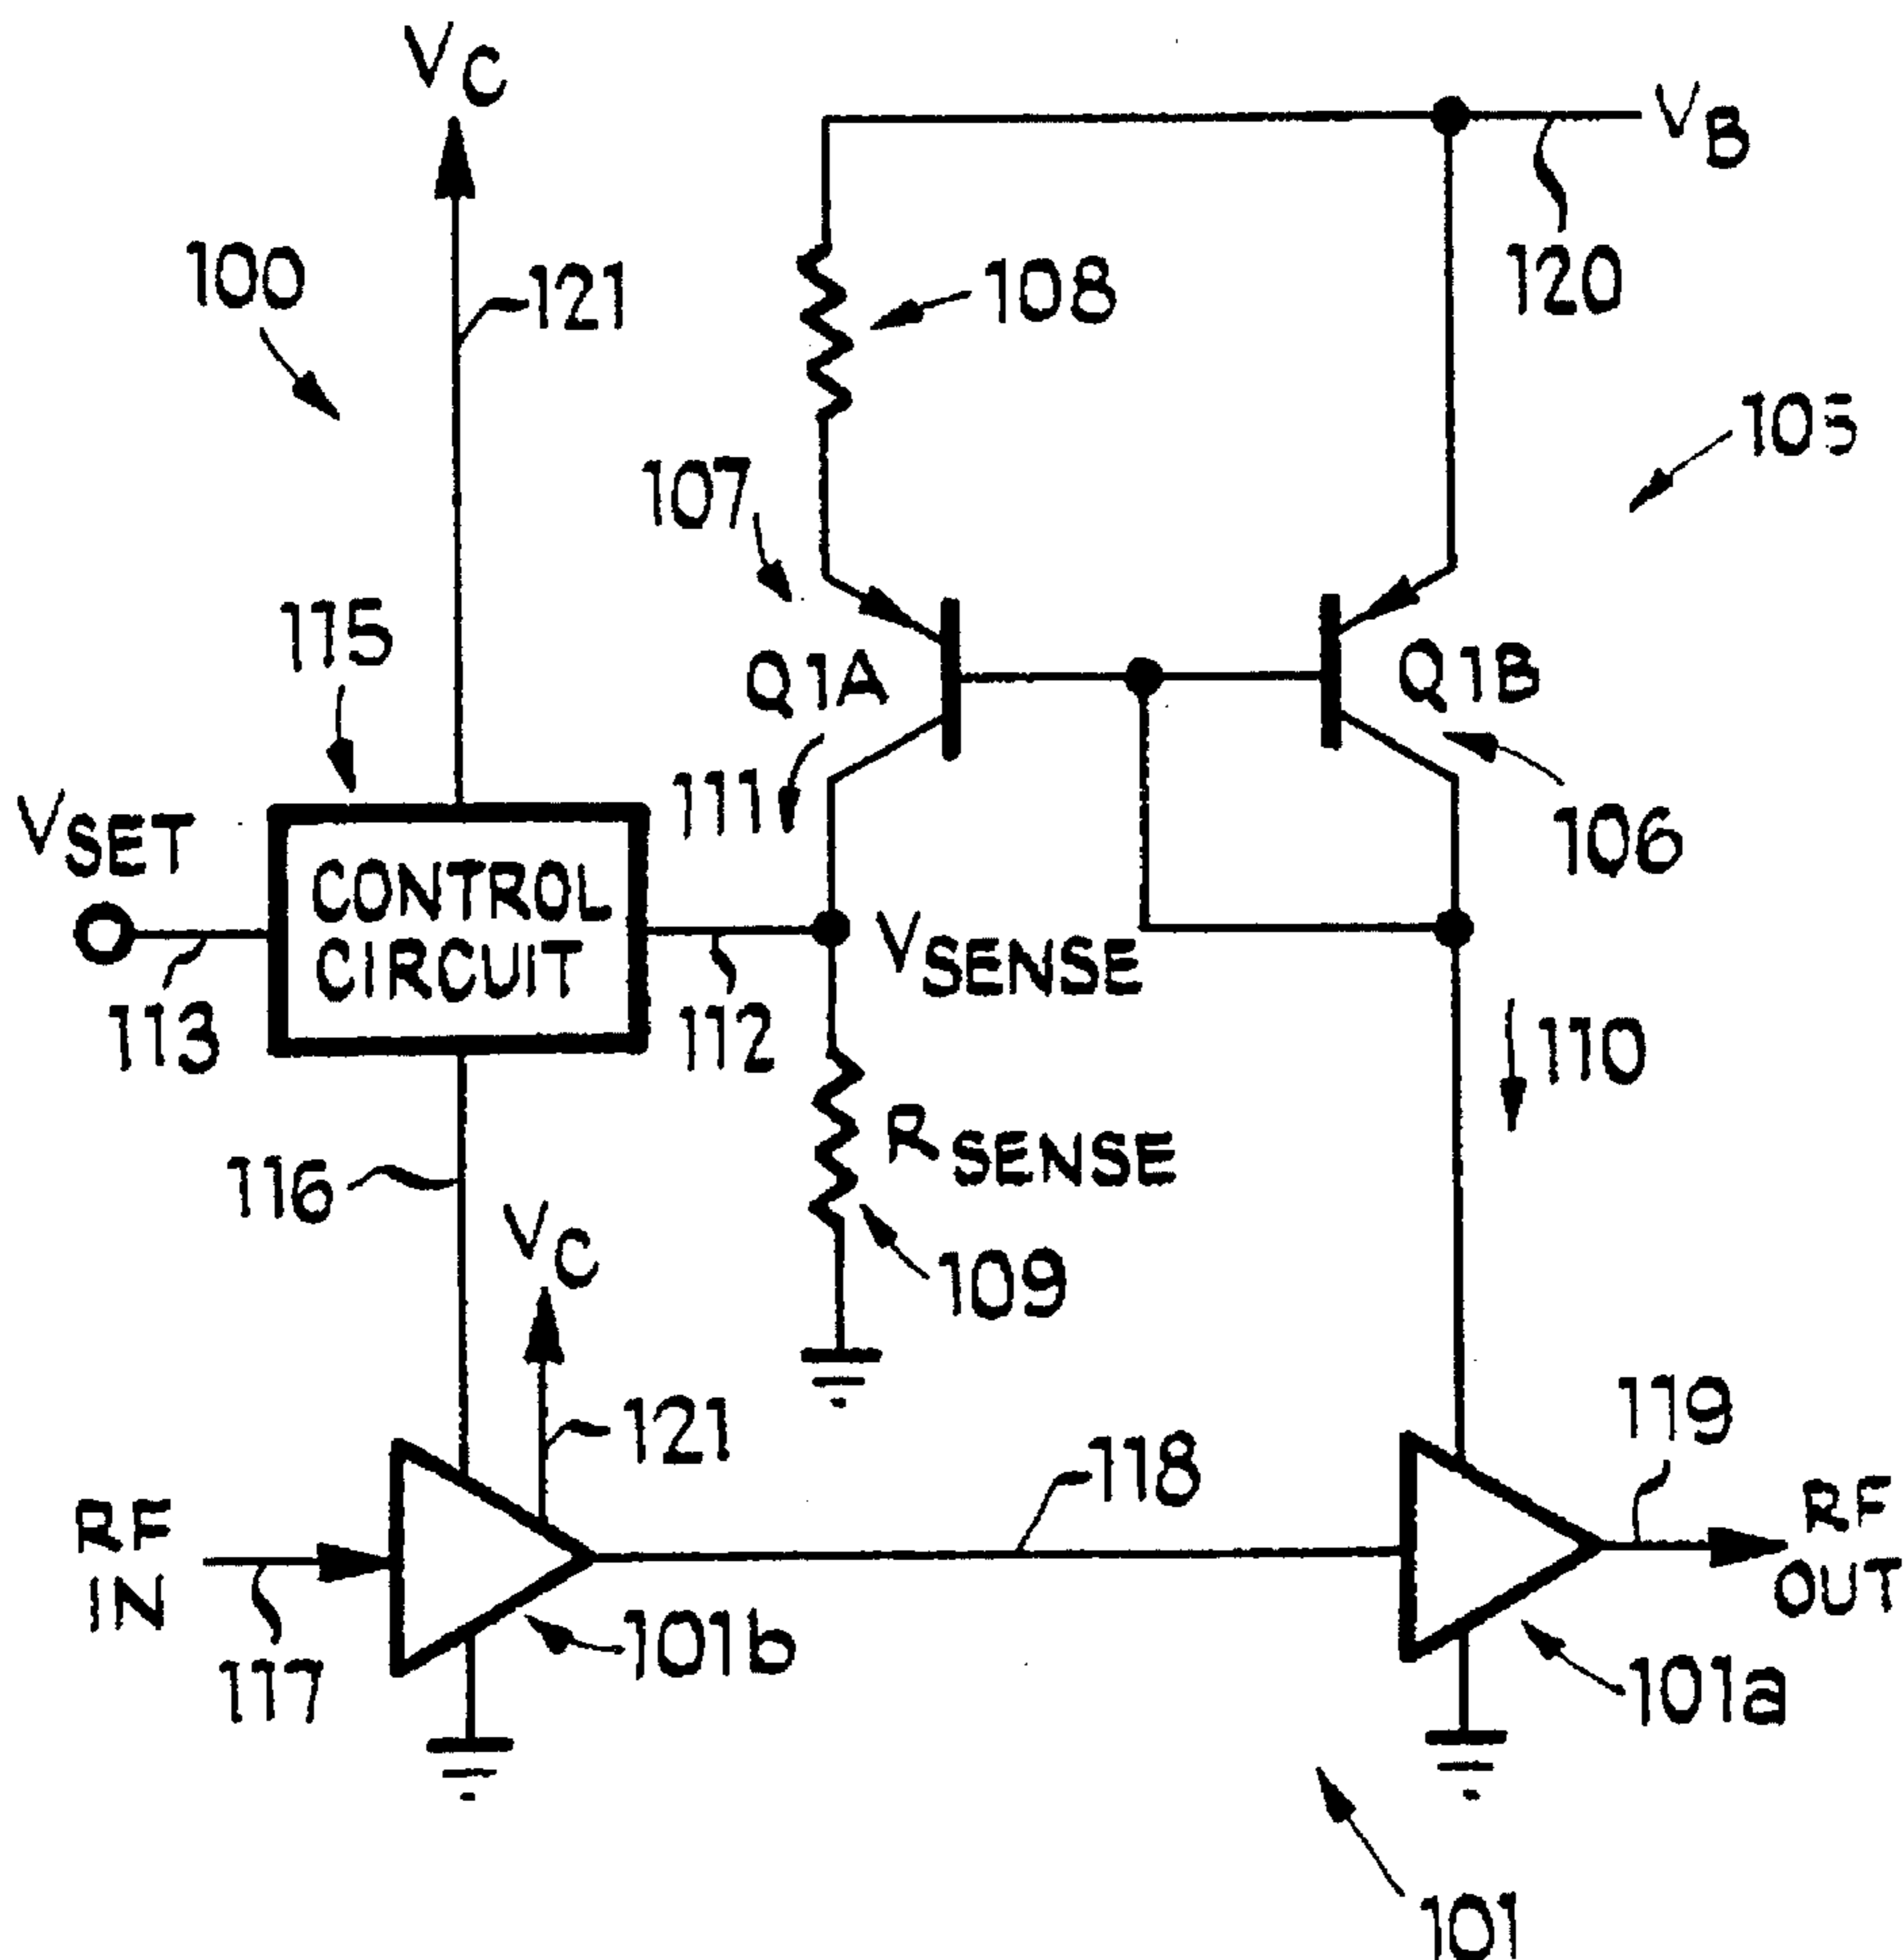 VC
VB
100
121
108
120
105
107
115
Q1A
Q1B
111
VSET
106
CONTROL
CIRCUIT
VSENSE
113
112
110
RSENSE
116
VC
109
121
118
119
RF
IN
RF
OUT
101b
117
101a
101